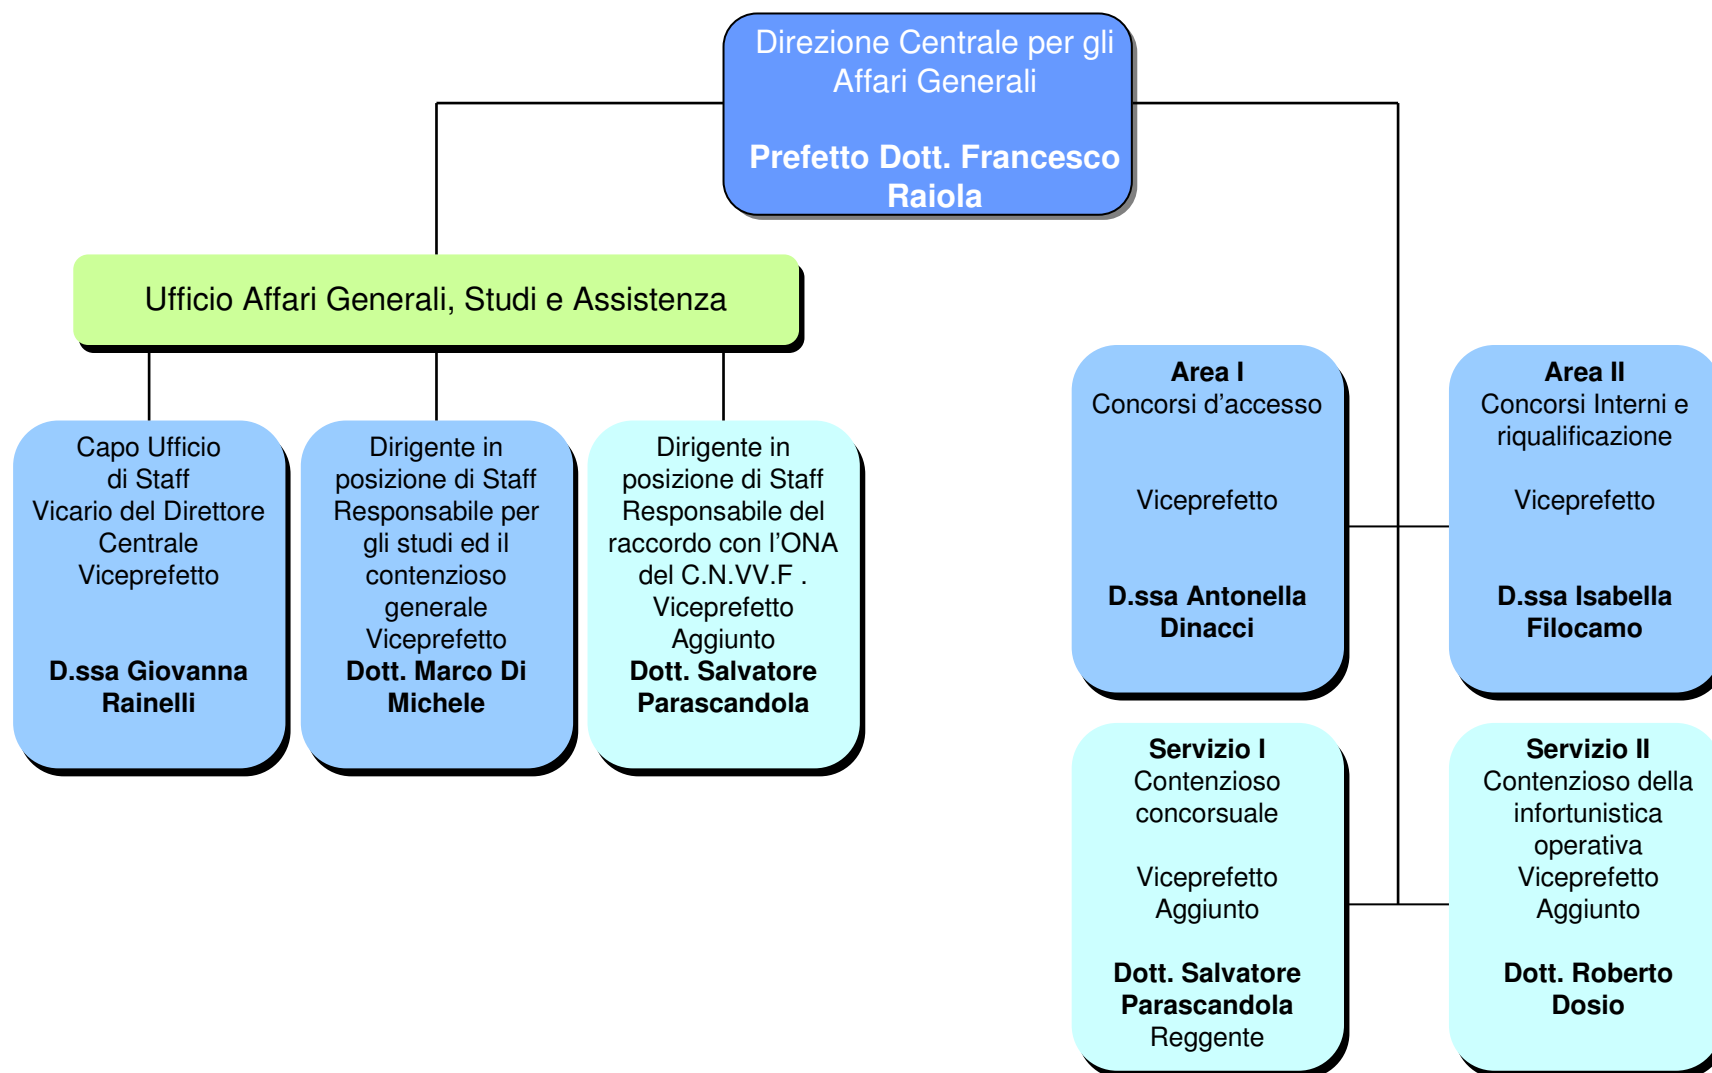 Direzione Centrale per gli
Affari Generali
Prefetto Dott. Francesco
Raiola
Ufficio Affari Generali, Studi e Assistenza
Capo Ufficio
di Staff
Vicario del Direttore
Centrale
Viceprefetto
D.ssa Giovanna
Rainelli
Dirigente in
posizione di Staff
Responsabile per
gli studi ed il
contenzioso
generale
Viceprefetto
Dott. Marco Di
Michele
Dirigente in
posizione di Staff
Responsabile del
raccordo con l'ONA
del C.N.VV.F .
Viceprefetto
Aggiunto
Dott. Salvatore
Parascandola
Area I
Concorsi d'accesso
Viceprefetto
D.ssa Antonella
Dinacci
Area II
Concorsi Interni e
riqualificazione
Viceprefetto
D.ssa Isabella
Filocamo
Servizio I
Contenzioso
concorsuale
Viceprefetto
Aggiunto
Dott. Salvatore
Parascandola
Reggente
Servizio II
Contenzioso della
infortunistica
operativa
Viceprefetto
Aggiunto
Dott. Roberto
Dosio